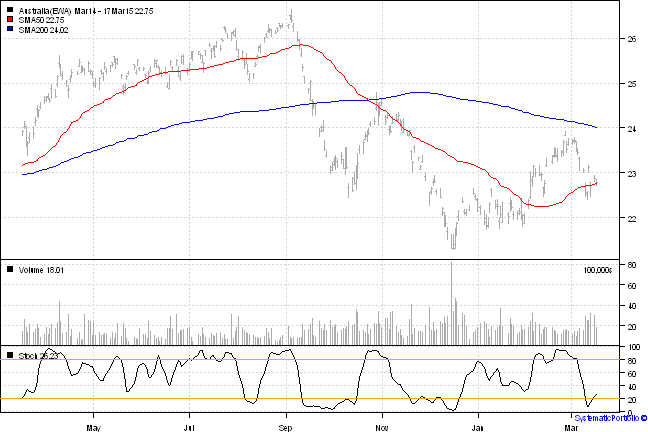 Australia(EWA) Mar14 - 17Mar15 22.75
SMA50 22.75
SMA200 24.02
26
25
24
23
22
Volume 18.01
100,000s
80
60
40
20
Stoch 26.23
100
80
60
40
20
0
May
Jul
Sep
Nov
Jan
Mar
SystematicPortfolio ©